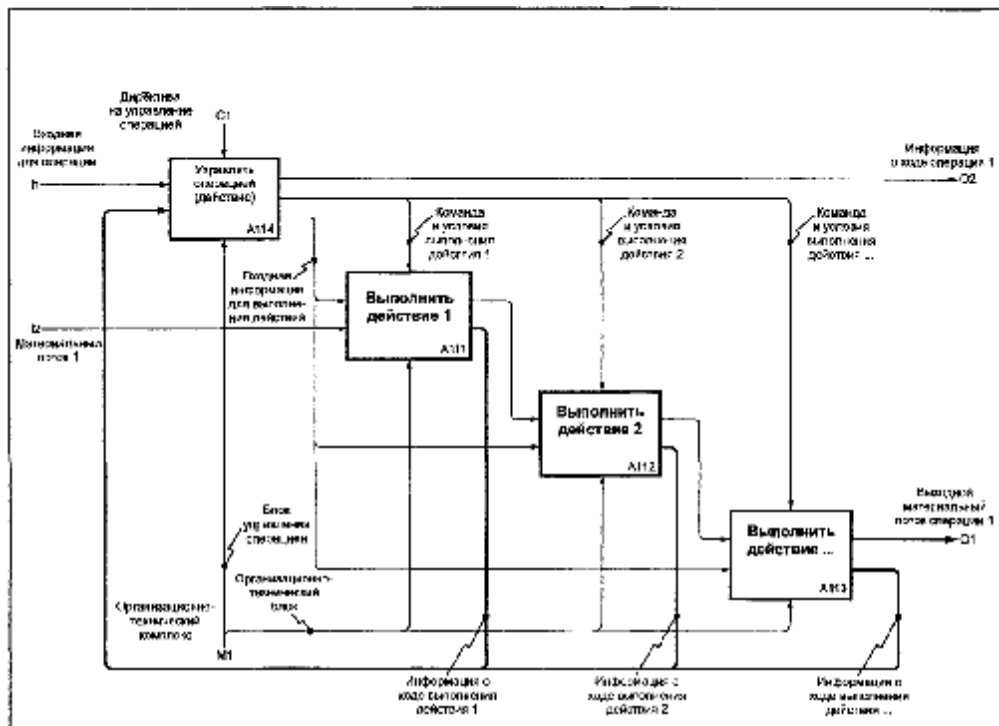 Директива
на управление
операцией
C1
Входная
информация
для операции
I1
Управлять
операцией
(действие)
A114
Информация
о ходе операции 1
O2
Команда
и условия
выполнения
действия 1
Команда
и условия
выполнения
действия 2
Команда
и условия
выполнения
действия ...
Входная
информация
для выполне-
ния действий
Выполнить
действие 1
A111
I2
Материальный
поток 1
Выполнить
действие 2
A112
Выходной
материальный
поток операции 1
O1
Выполнить
действие ...
A113
Блок
управления
операцией
Организационно-
технический
блок
Организационно-
технический
комплекс
M1
Информация о
ходе выполнения
действия 1
Информация о
ходе выполнения
действия 2
Информация о
ходе выполнения
действия ...